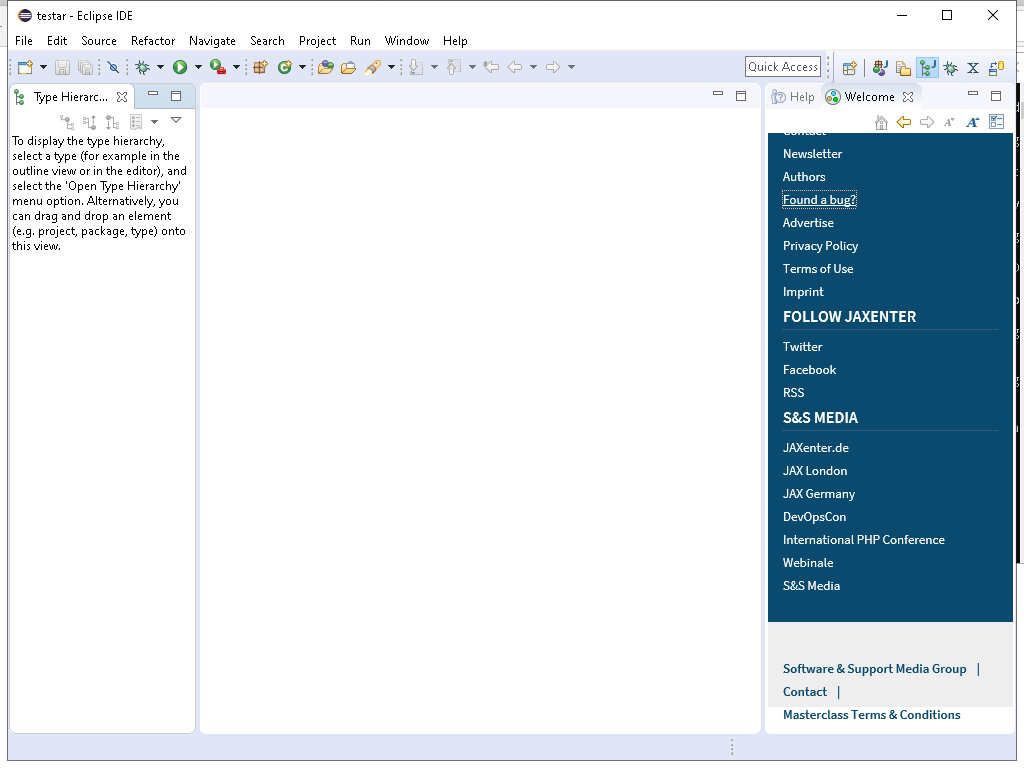 testar - Eclipse IDE
File Edit Source Refactor Navigate Search Project Run Window Help
Quick Access
Type Hierarc...
Help Welcome
To display the type hierarchy,
select a type (for example in the
outline view or in the editor), and
select the 'Open Type Hierarchy'
menu option. Alternatively, you
can drag and drop an element
(e.g. project, package, type) onto
this view.
Contact
Newsletter
Authors
Found a bug?
Advertise
Privacy Policy
Terms of Use
Imprint
FOLLOW JAXENTER
Twitter
Facebook
RSS
S&S MEDIA
JAXenter.de
JAX London
JAX Germany
DevOpsCon
International PHP Conference
Webinale
S&S Media
Software & Support Media Group |
Contact |
Masterclass Terms & Conditions